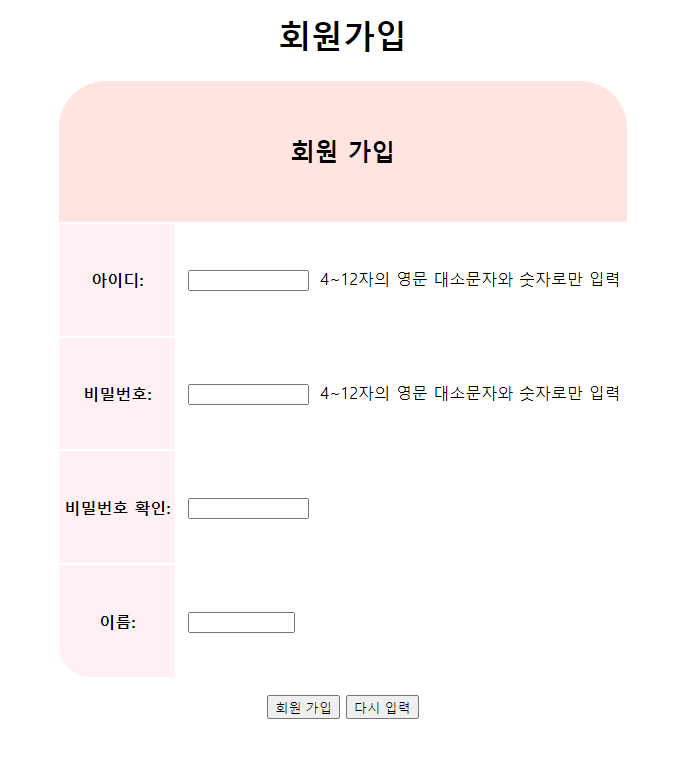 회원가입
회원 가입
아이디: 4~12자의 영문 대소문자와 숫자로만 입력
비밀번호: 4~12자의 영문 대소문자와 숫자로만 입력
비밀번호 확인:
이름:
회원 가입 다시 입력